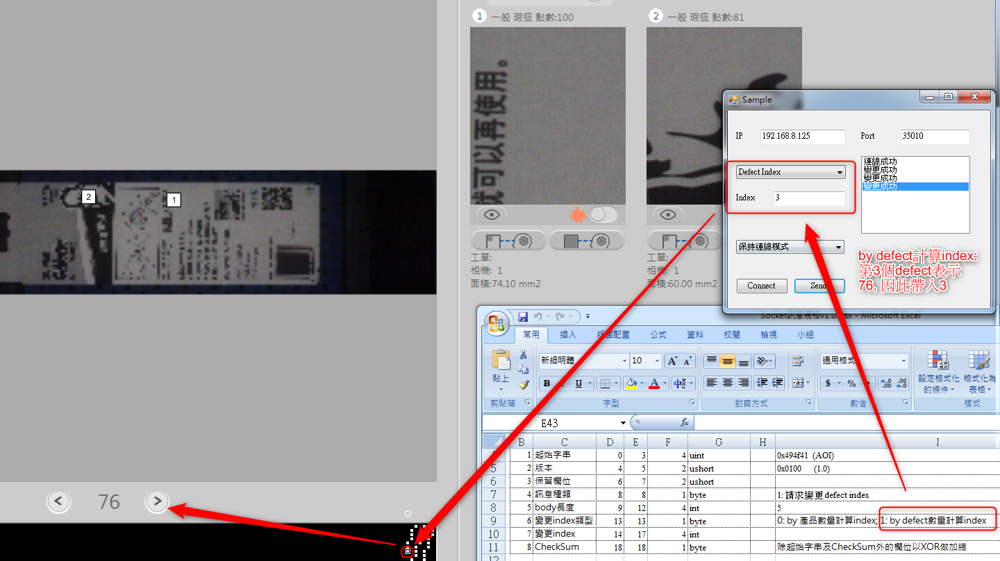 1 一般 瑕疵 點數:100
2 一般 瑕疵 點數:81
就可以再使用。
2
1
工單:
相機: 1
面積:74.10 mm2
工單:
相機: 1
面積:60.00 mm2
76
Sample
IP 192.168.8.125 Port 35010
Defect Index
Index 3
連線成功
變更成功
變更成功
變更成功
保持連線模式
Connect Send
by defect計算index:
第3個defect表示
76, 因此帶入3
Socket訊息規格v1.0.xlsx - Microsoft Excel
常用 插入 版面配置 公式 資料 校閱 檢視 小組
貼上
新細明體 10
B U A 中
通用格式
$ %
設定格式化
的條件
格式化為
表格
剪貼簿 字型 對齊方式 數值 樣式
E43 fx
B C D E F G H I
1 起始字串 0 3 4 uint 0x494f41 (AOI)
5 2 版本 4 5 2 ushort 0x0100 (1.0)
6 3 保留欄位 6 7 2 ushort
7 4 訊息種類 8 8 1 byte 1: 請求變更defect index
8 5 body長度 9 12 4 int 5
9 6 變更index類型 13 13 1 byte 0: by 產品數量計算index; 1: by defect數量計算index
10 7 變更index 14 17 4 int
11 8 CheckSum 18 18 1 byte 除起始字串及CheckSum外的欄位以XOR做加總
12